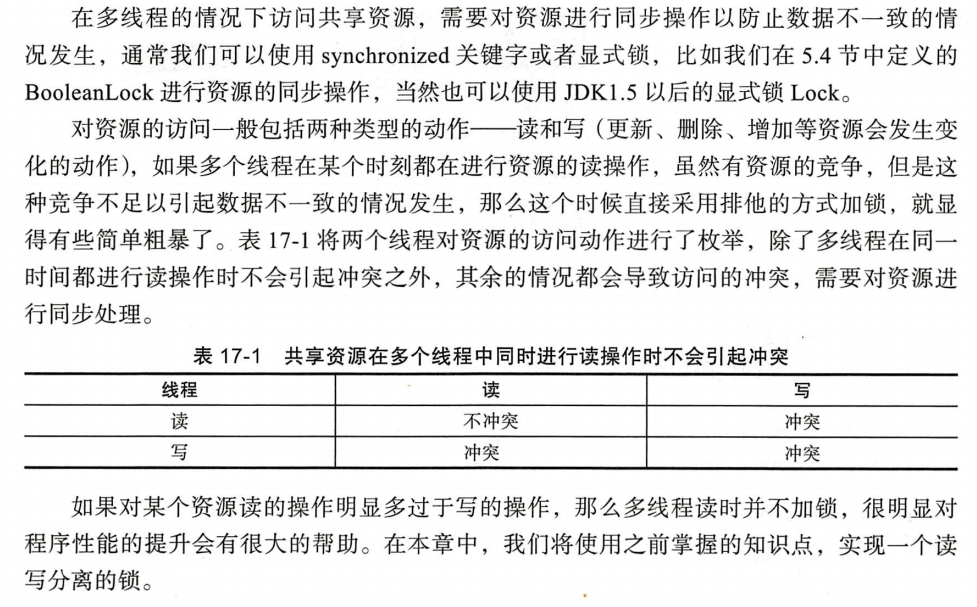 在多线程的情况下访问共享资源，需要对资源进行同步操作以防止数据不一致的情
况发生，通常我们可以使用 synchronized 关键字或者显式锁，比如我们在 5.4 节中定义的
BooleanLock 进行资源的同步操作，当然也可以使用 JDK1.5 以后的显式锁 Lock。
对资源的访问一般包括两种类型的动作——读和写（更新、删除、增加等资源会发生变
化的动作），如果多个线程在某个时刻都在进行资源的读操作，虽然有资源的竞争，但是这
种竞争不足以引起数据不一致的情况发生，那么这个时候直接采用排他的方式加锁，就显
得有些简单粗暴了。表 17-1 将两个线程对资源的访问动作进行了枚举，除了多线程在同一
时间都进行读操作时不会引起冲突之外，其余的情况都会导致访问的冲突，需要对资源进
行同步处理。
表 17-1 共享资源在多个线程中同时进行读操作时不会引起冲突
线程 读 写
读 不冲突 冲突
写 冲突 冲突
如果对某个资源读的操作明显多过于写的操作，那么多线程读时并不加锁，很明显对
程序性能的提升会有很大的帮助。在本章中，我们将使用之前掌握的知识点，实现一个读
写分离的锁。